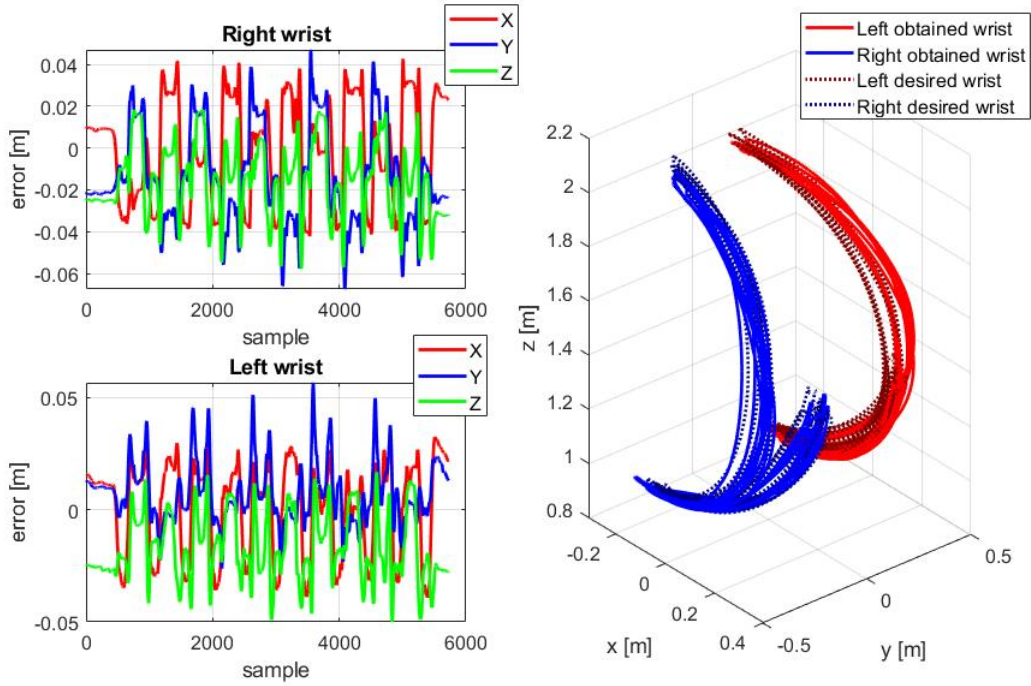 Right wrist
X
Y
Z
0.04
0.02
0
-0.02
-0.04
-0.06
error [m]
0
2000
4000
6000
sample
Left wrist
X
Y
Z
0.05
0
-0.05
error [m]
0
2000
4000
6000
sample
Left obtained wrist
Right obtained wrist
Left desired wrist
Right desired wrist
2.2
2
1.8
1.6
1.4
1.2
1
0.8
z [m]
-0.2
0
0.2
0.4
x [m]
-0.5
0
0.5
y [m]